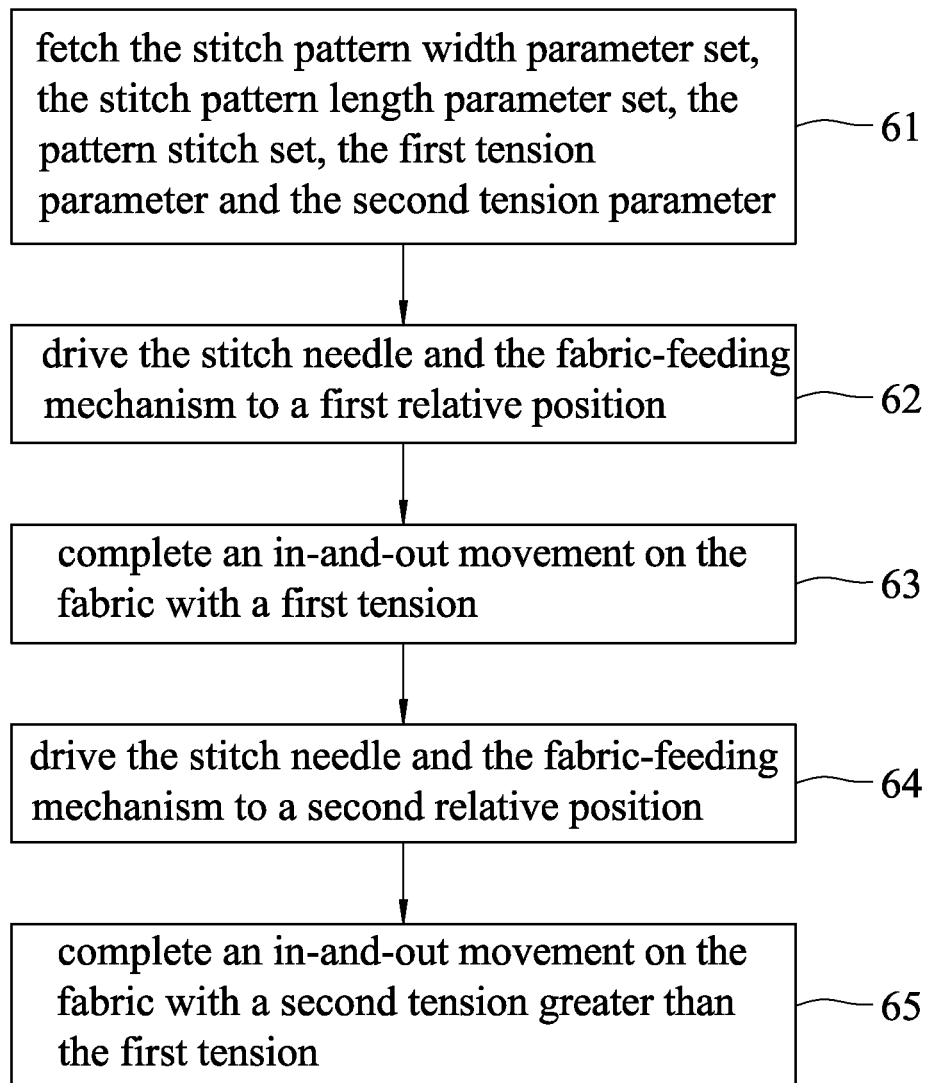 fetch the stitch pattern width parameter set,
the stitch pattern length parameter set, the
pattern stitch set, the first tension
parameter and the second tension parameter
61
drive the stitch needle and the fabric-feeding
mechanism to a first relative position
62
complete an in-and-out movement on the
fabric with a first tension
63
drive the stitch needle and the fabric-feeding
mechanism to a second relative position
64
complete an in-and-out movement on the
fabric with a second tension greater than
the first tension
65